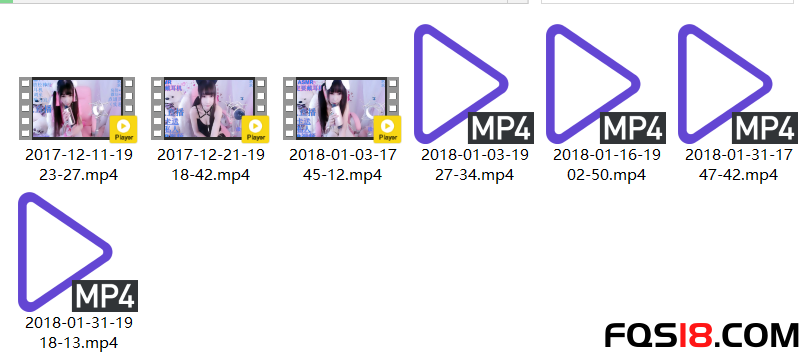 Player
Player
Player
MP4
MP4
MP4
2017-12-11-19
23-27.mp4
2017-12-21-19
18-42.mp4
2018-01-03-17
45-12.mp4
2018-01-03-19
27-34.mp4
2018-01-16-19
02-50.mp4
2018-01-31-17
47-42.mp4
MP4
2018-01-31-19
18-13.mp4
FQSI8.COM